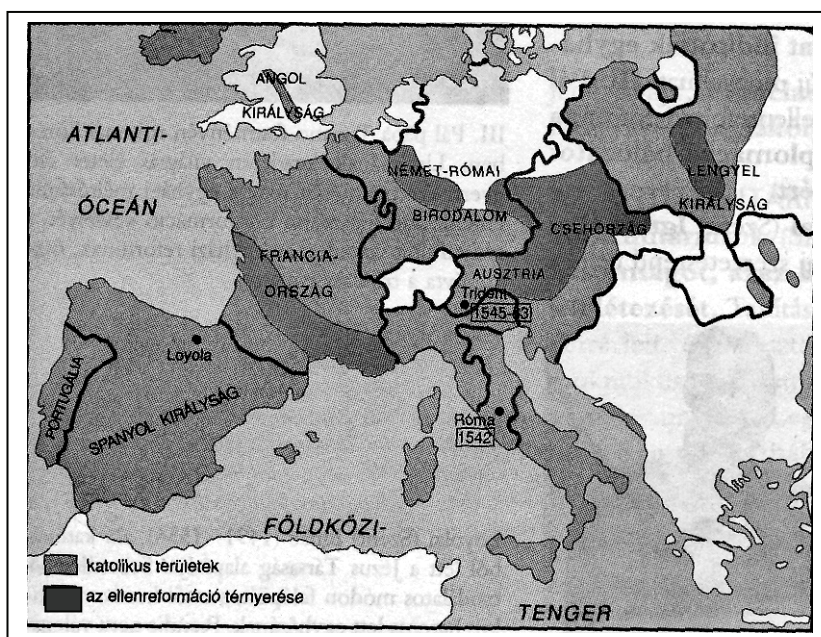 ANGOL
KIRÁLYSÁG
ATLANTI-
ÓCEÁN
NÉMET-RÓMAI
BIRODALOM
LENGYEL
KIRÁLYSÁG
CSEHORSZÁG
FRANCIA-
ORSZÁG
AUSZTRIA
Trident
1545-63
Loyola
PORTUGÁLIA
SPANYOL KIRÁLYSÁG
Róma
1542
FÖLDKÖZI-
TENGER
katolikus területek
az ellenreformáció térnyerése